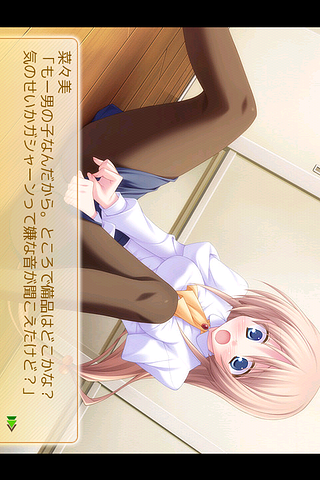 菜々美
「もー男の子なんだから。ところで備品はどこかな？
気のせいかガシャーンって嫌な音が聞こえたけど？」